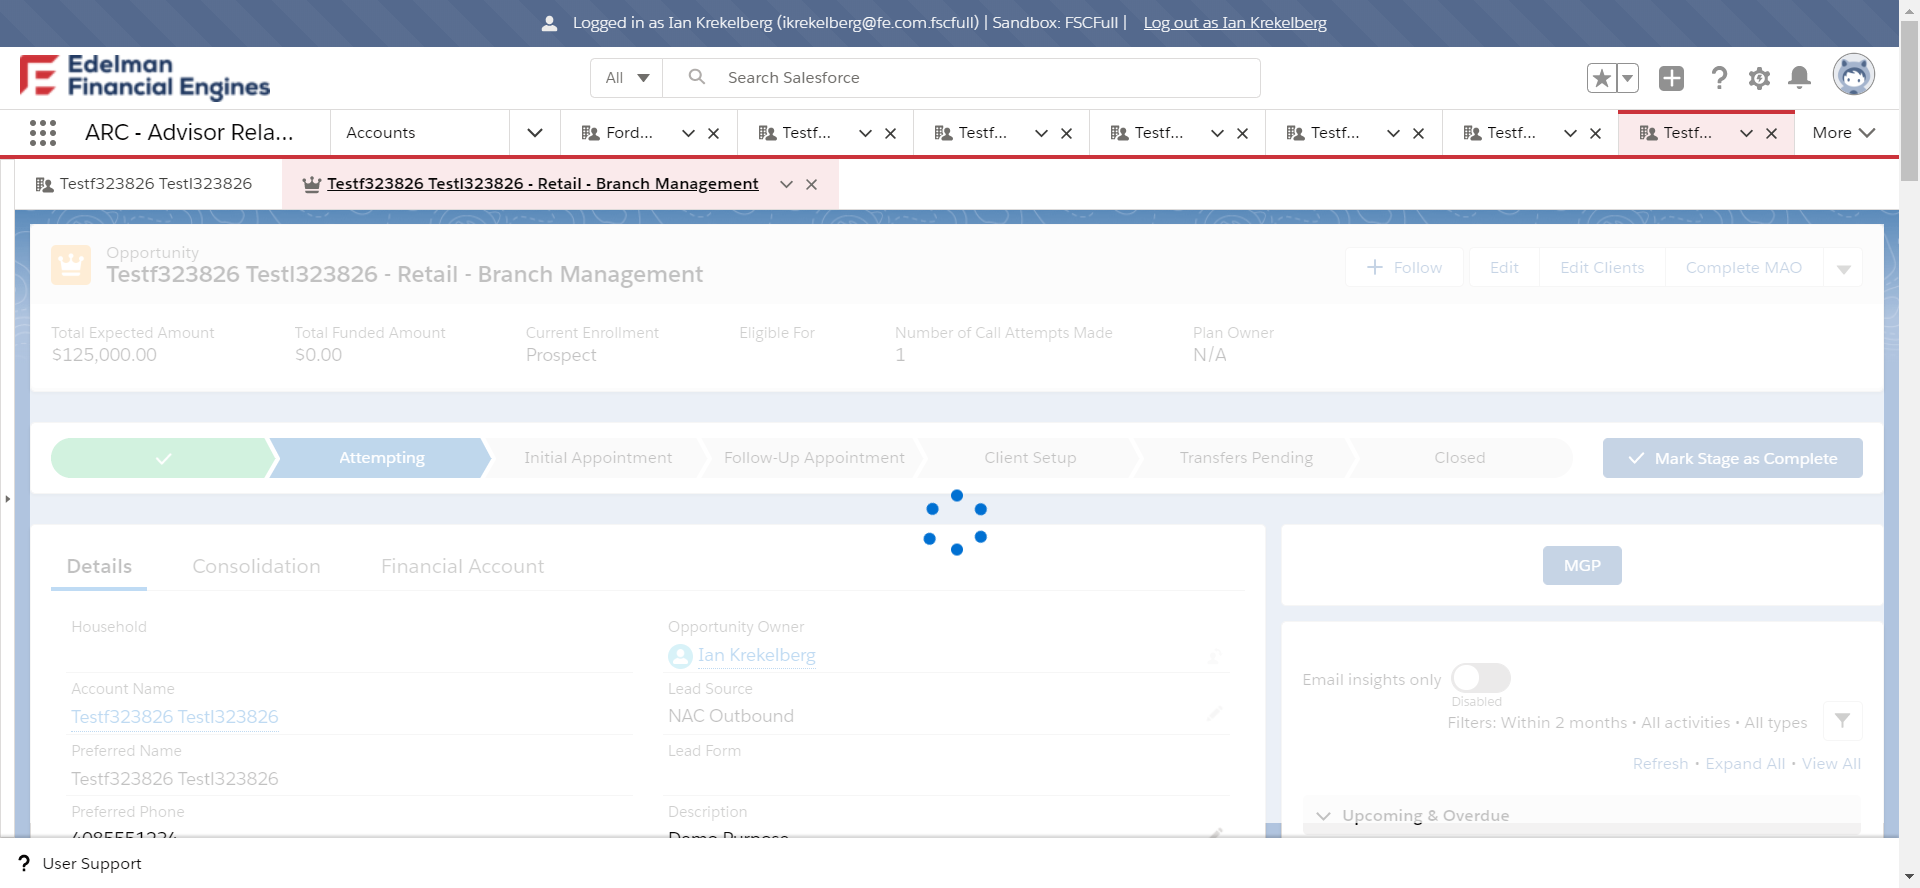 Logged in as Ian Krekelberg (ikrekelberg@fe.com.fscfull) | Sandbox: FSCFull | Log out as Ian Krekelberg
Edelman
Financial Engines
All
Search Salesforce
ARC - Advisor Rela...
Accounts
Ford...
Testf...
Testf...
Testf...
Testf...
Testf...
Testf...
More
Testf323826 Testl323826
Testf323826 Testl323826 - Retail - Branch Management
Opportunity
Testf323826 Testl323826 - Retail - Branch Management
Follow
Edit
Edit Clients
Complete MAO
Total Expected Amount
$125,000.00
Total Funded Amount
$0.00
Current Enrollment
Prospect
Eligible For
Number of Call Attempts Made
1
Plan Owner
N/A
Attempting
Initial Appointment
Follow-Up Appointment
Client Setup
Transfers Pending
Closed
Mark Stage as Complete
Details
Consolidation
Financial Account
MGP
Household
Opportunity Owner
Ian Krekelberg
Account Name
Testf323826 Testl323826
Lead Source
NAC Outbound
Preferred Name
Testf323826 Testl323826
Lead Form
Preferred Phone
4085551234
Description
Demo Purpose
Email insights only
Disabled
Filters: Within 2 months • All activities • All types
Refresh • Expand All • View All
Upcoming & Overdue
? User Support